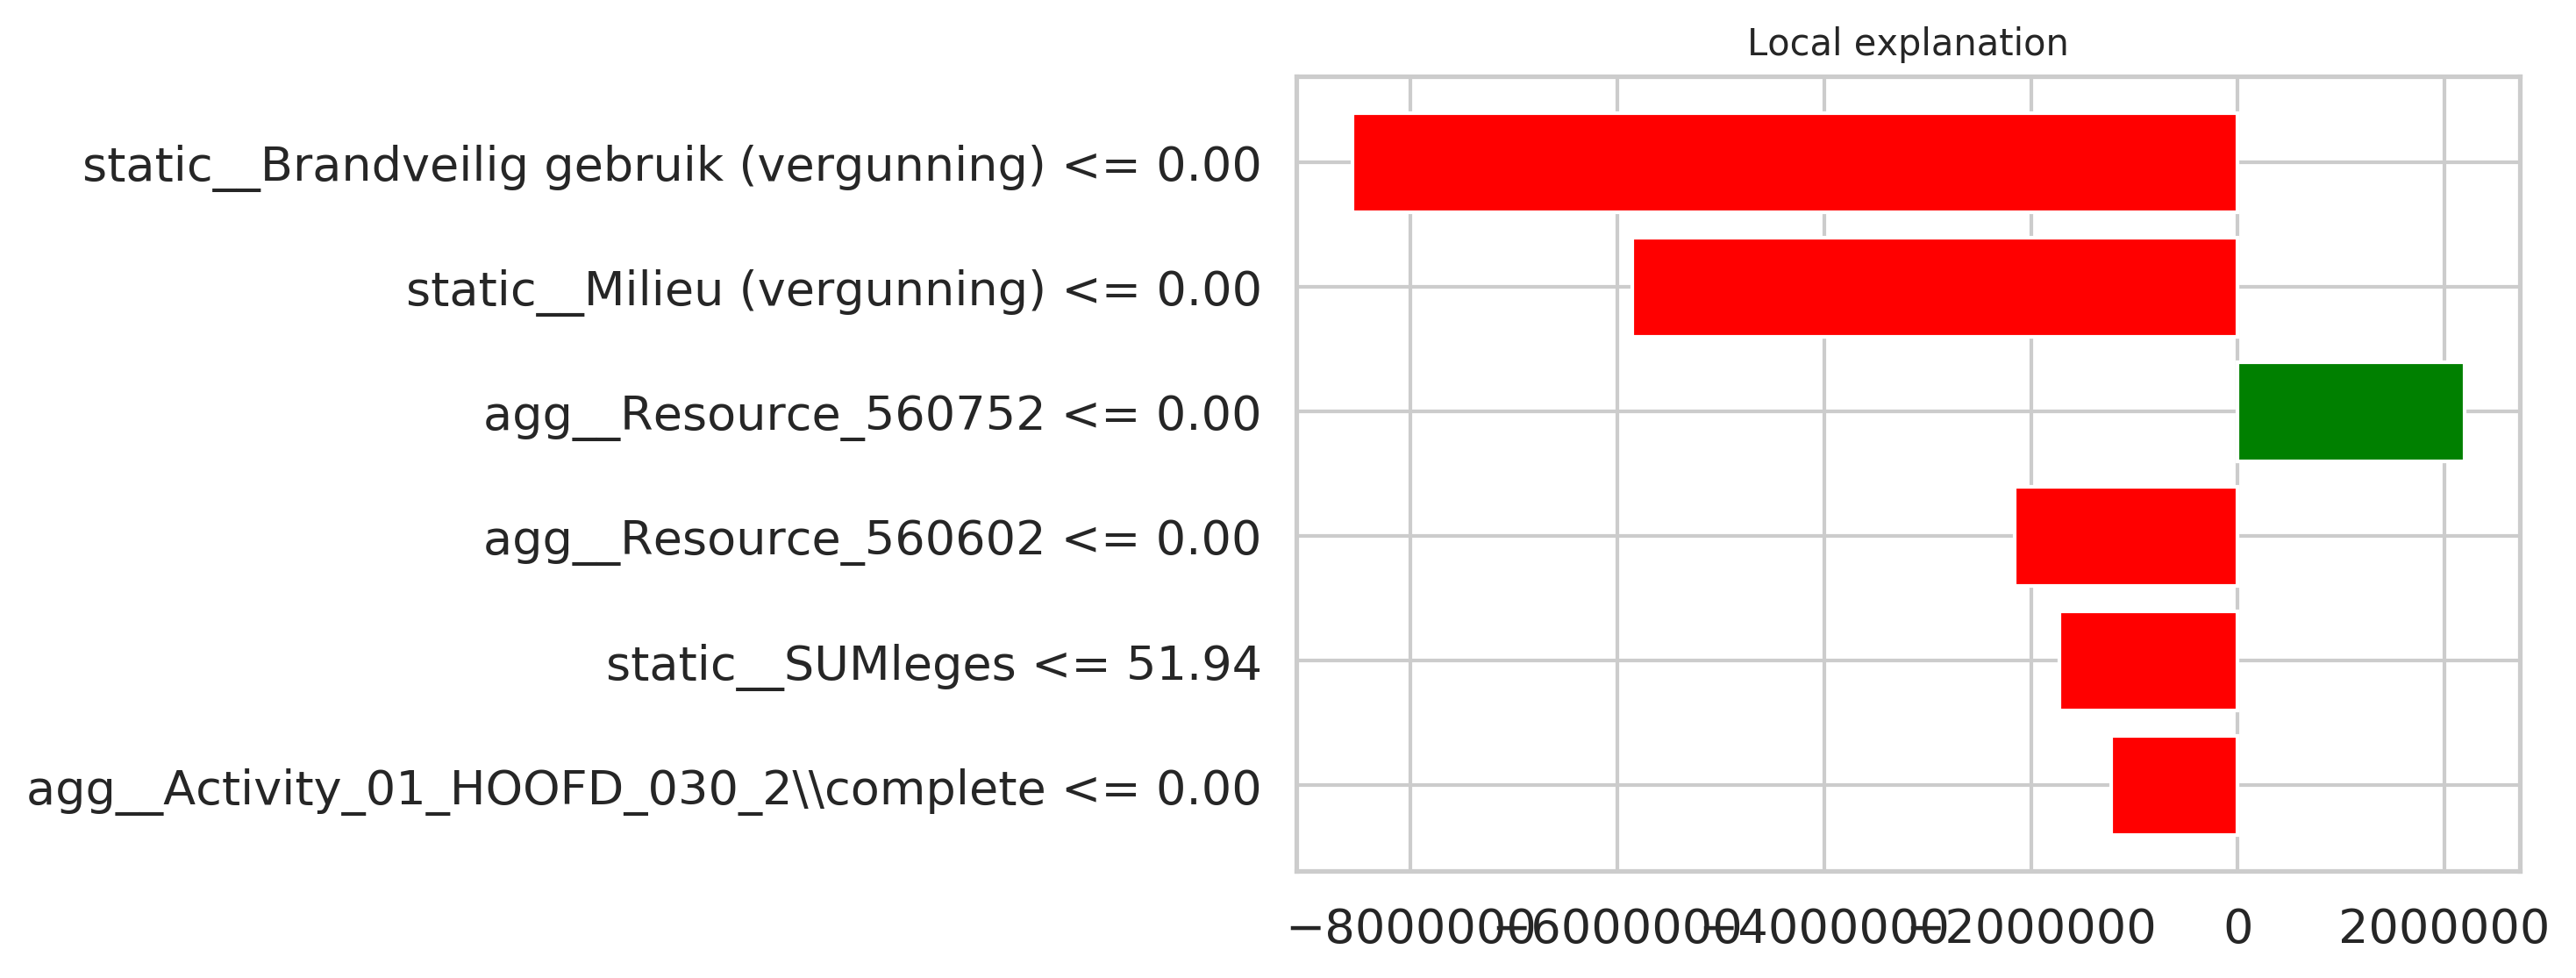 Local explanation
static__Brandveilig gebruik (vergunning) <= 0.00
static__Milieu (vergunning) <= 0.00
agg__Resource_560752 <= 0.00
agg__Resource_560602 <= 0.00
static__SUMleges <= 51.94
agg__Activity_01_HOOFD_030_2\\complete <= 0.00
−8000000 −6000000 −4000000 −2000000 0 2000000